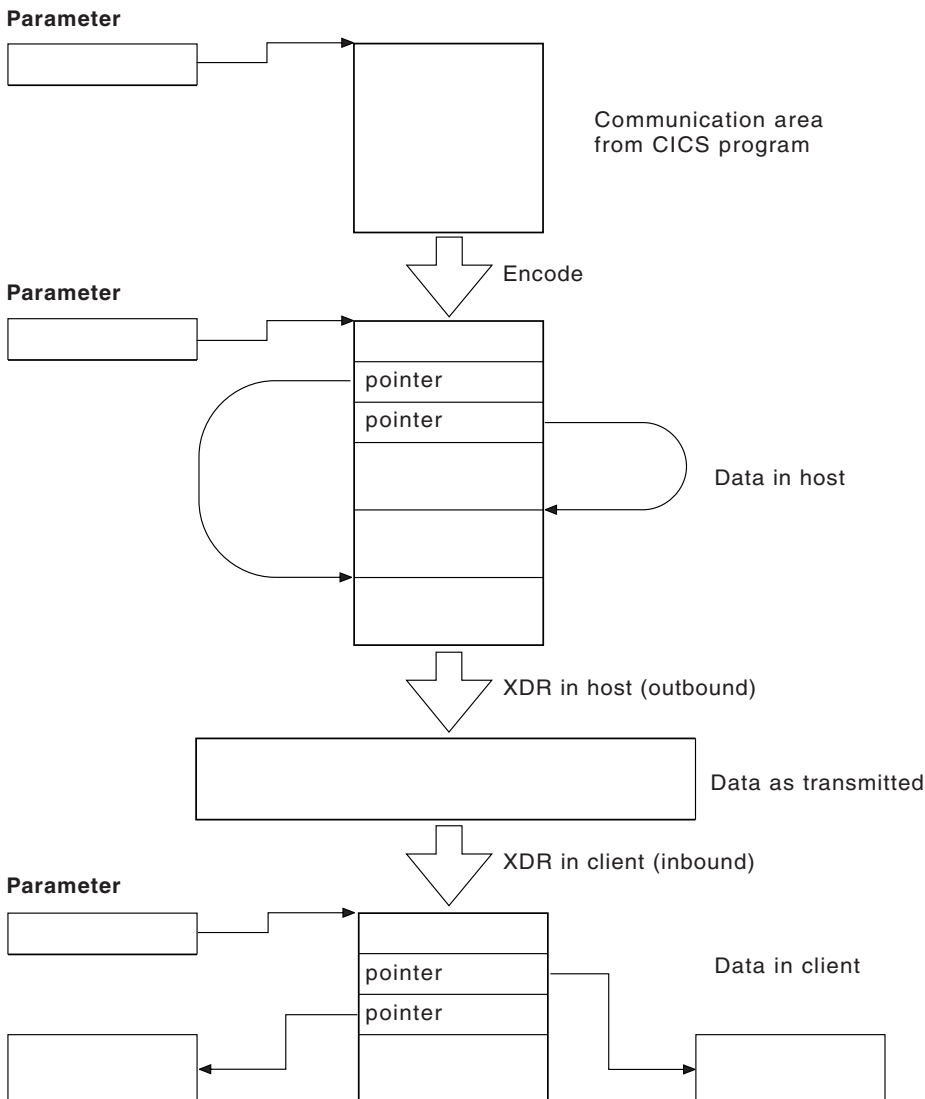 Parameter
Communication area
from CICS program
Encode
Parameter
pointer
pointer
Data in host
XDR in host (outbound)
Data as transmitted
XDR in client (inbound)
Parameter
Data in client
pointer
pointer